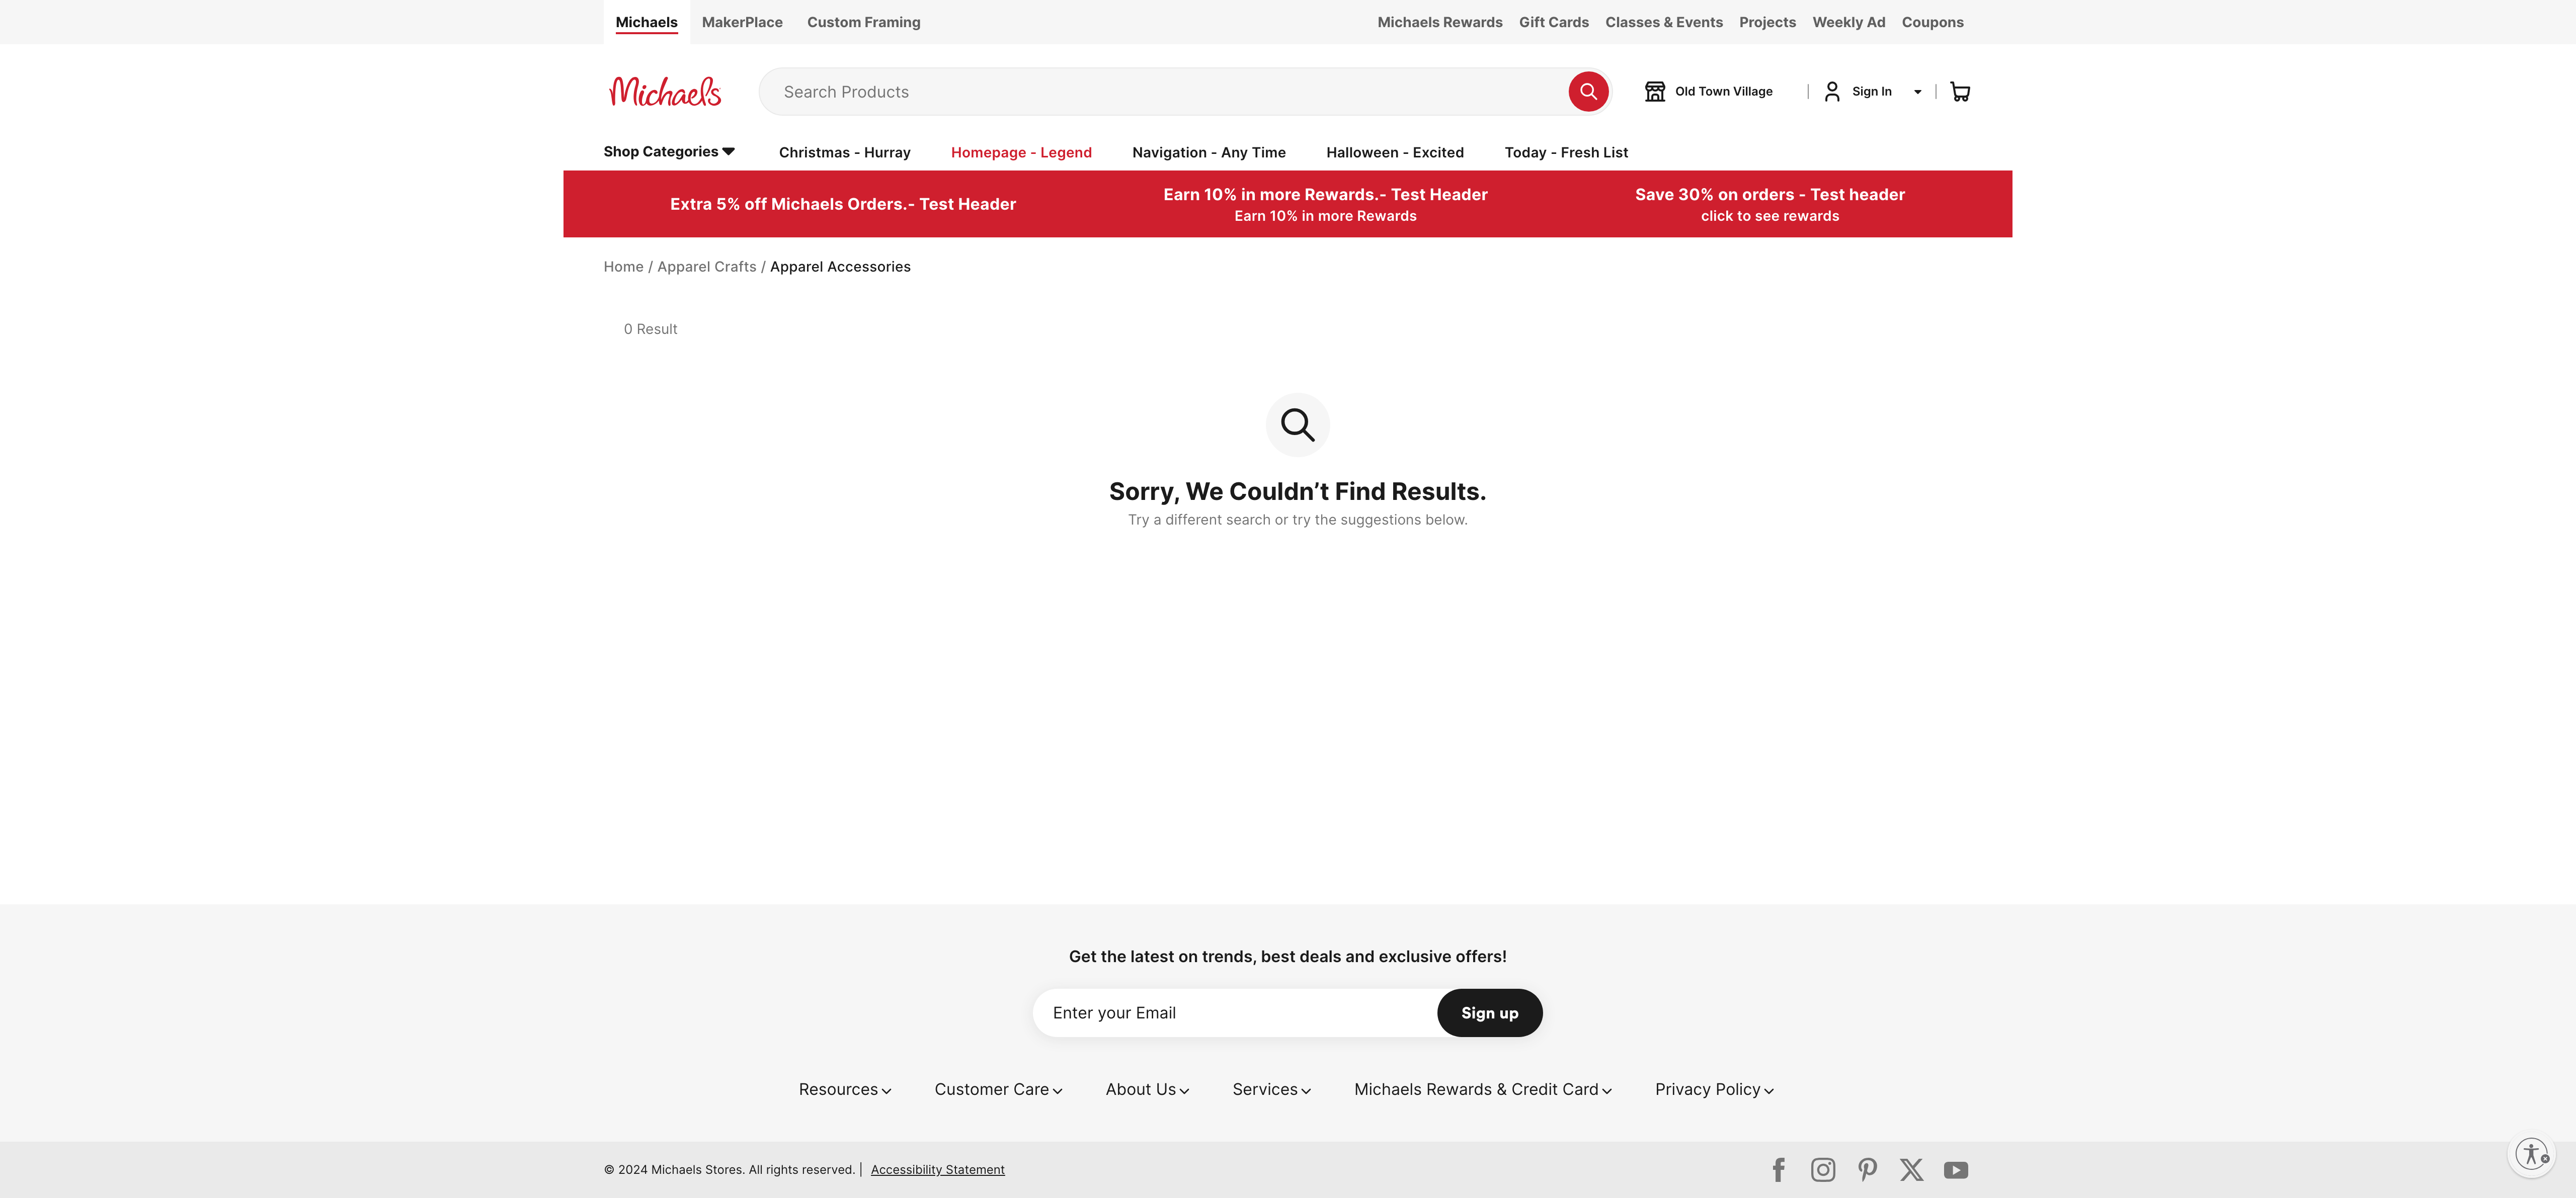 Michaels MakerPlace Custom Framing Michaels Rewards Gift Cards Classes & Events Projects Weekly Ad Coupons
Michaels Search Products Old Town Village | Sign In |
Shop Categories Christmas - Hurray Homepage - Legend Navigation - Any Time Halloween - Excited Today - Fresh List
Extra 5% off Michaels Orders.- Test Header
Earn 10% in more Rewards.- Test Header
Earn 10% in more Rewards
Save 30% on orders - Test header
click to see rewards
Home / Apparel Crafts / Apparel Accessories
0 Result
Sorry, We Couldn’t Find Results.
Try a different search or try the suggestions below.
Get the latest on trends, best deals and exclusive offers!
Enter your Email Sign up
Resources Customer Care About Us Services Michaels Rewards & Credit Card Privacy Policy
© 2024 Michaels Stores. All rights reserved. | Accessibility Statement